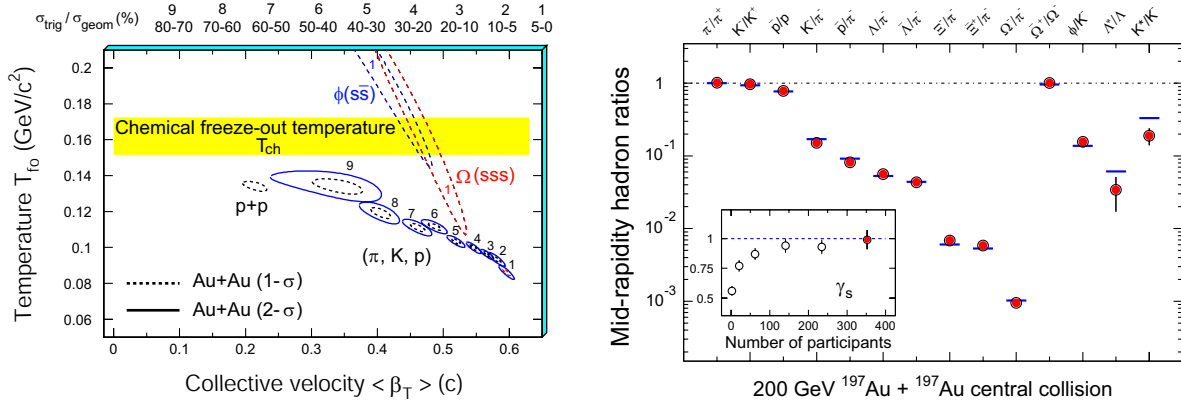 σtrig/σgeom(%)
9 8 7 6 5 4 3 2 1
80-70 70-60 60-50 50-40 40-30 30-20 20-10 10-5 5-0
Temperature Tfo (GeV/c²)
0.2
0.18
0.16
0.14
0.12
0.1
0.08
0.06
1
ϕ(ss̄)
Chemical freeze-out temperature
Tch
1
Ω(sss)
9
p+p
8
7
6
5
4
3
2
1
(π, K, p)
Au+Au (1-σ)
Au+Au (2-σ)
0 0.1 0.2 0.3 0.4 0.5 0.6
Collective velocity < βT > (c)
π⁻/π⁺ K⁻/K⁺ p̄/p K⁻/π⁻ p̄/π⁻ Λ/π⁻ Λ̄/π⁻ Ξ⁻/π⁻ Ξ̄⁺/π⁻ Ω⁻/π⁻ Ω̄⁺/Ω⁻ ϕ/K⁻ Λ*/Λ K*/K⁻
Mid-rapidity hadron ratios
1
10⁻¹
10⁻²
10⁻³
1
0.75
0.5
γs
0 100 200 300 400
Number of participants
200 GeV ¹⁹⁷Au + ¹⁹⁷Au central collision